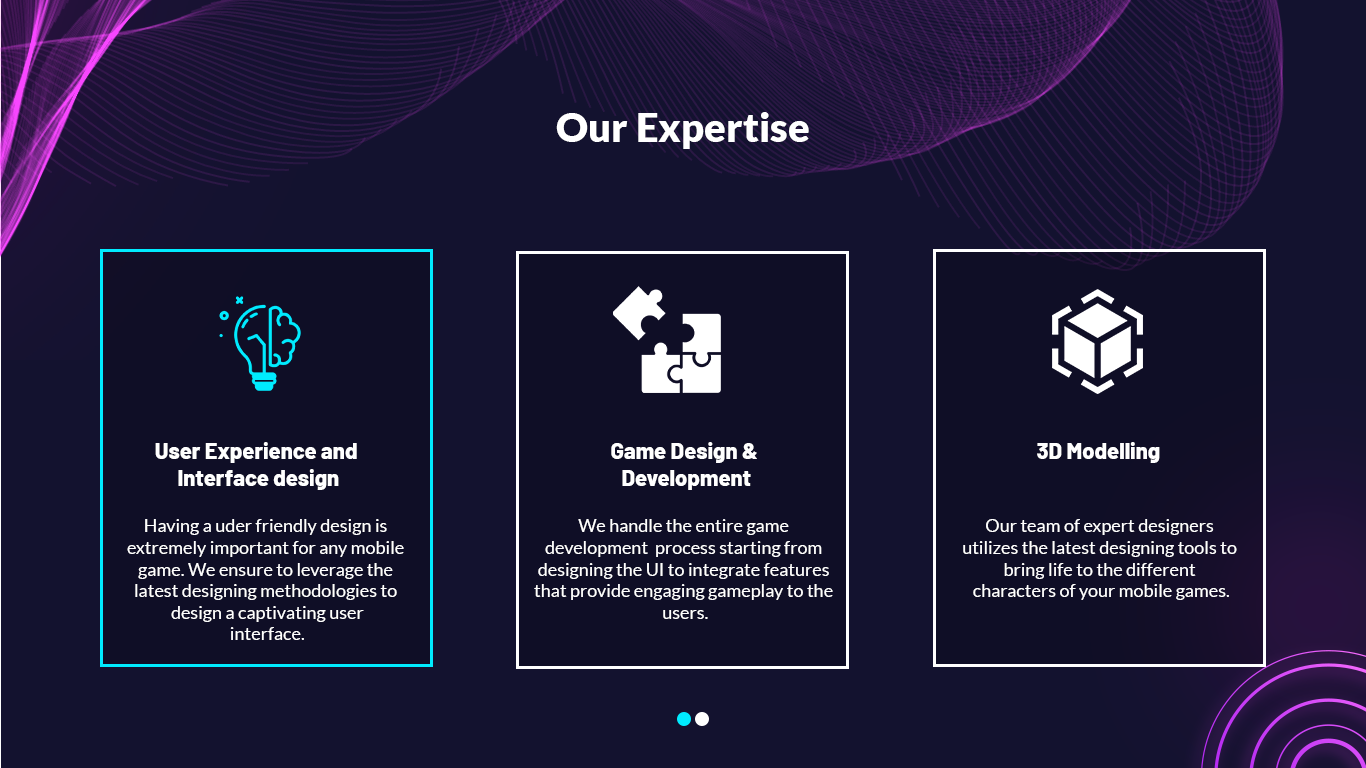 Our Expertise
User Experience and
Interface design
Having a uder friendly design is
extremely important for any mobile
game. We ensure to leverage the
latest designing methodologies to
design a captivating user
interface.
Game Design &
Development
We handle the entire game
development  process starting from
designing the UI to integrate features
that provide engaging gameplay to the
users.
3D Modelling
Our team of expert designers
utilizes the latest designing tools to
bring life to the different
characters of your mobile games.